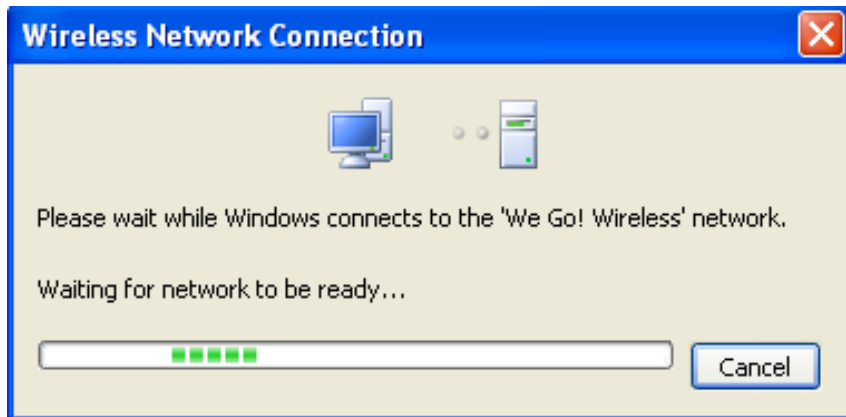 Wireless Network Connection
Please wait while Windows connects to the 'We Go! Wireless' network.
Waiting for network to be ready...
Cancel